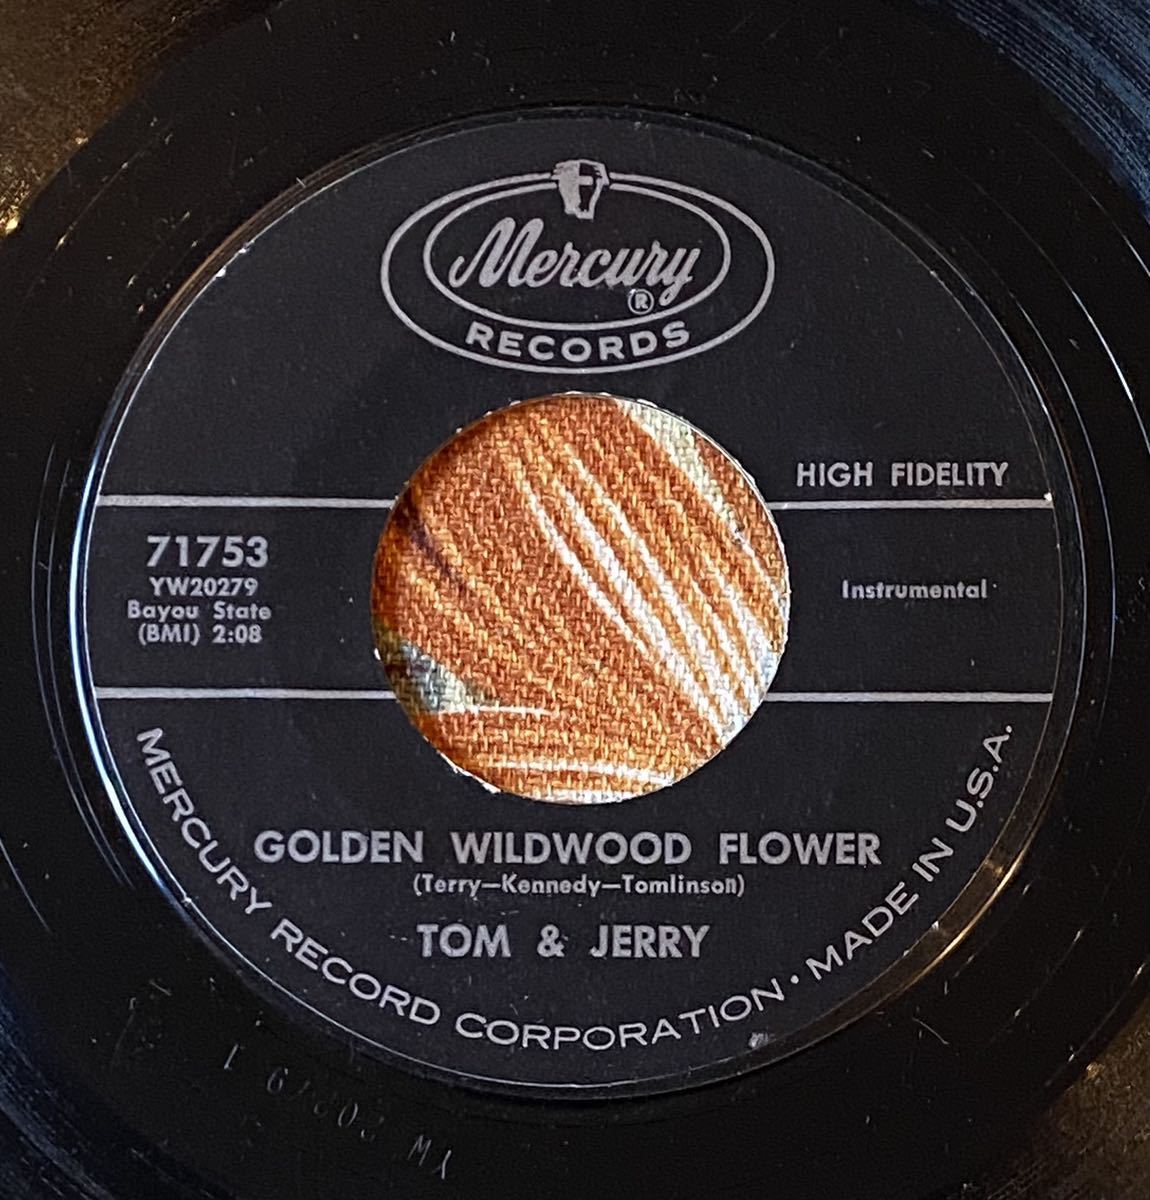 Mercury ®
RECORDS
HIGH FIDELITY
71753
YW20279
Bayou State
(BMI) 2:08
Instrumental
GOLDEN WILDWOOD FLOWER
(Terry—Kennedy—Tomlinson)
TOM & JERRY
MERCURY RECORD CORPORATION · MADE IN U.S.A.